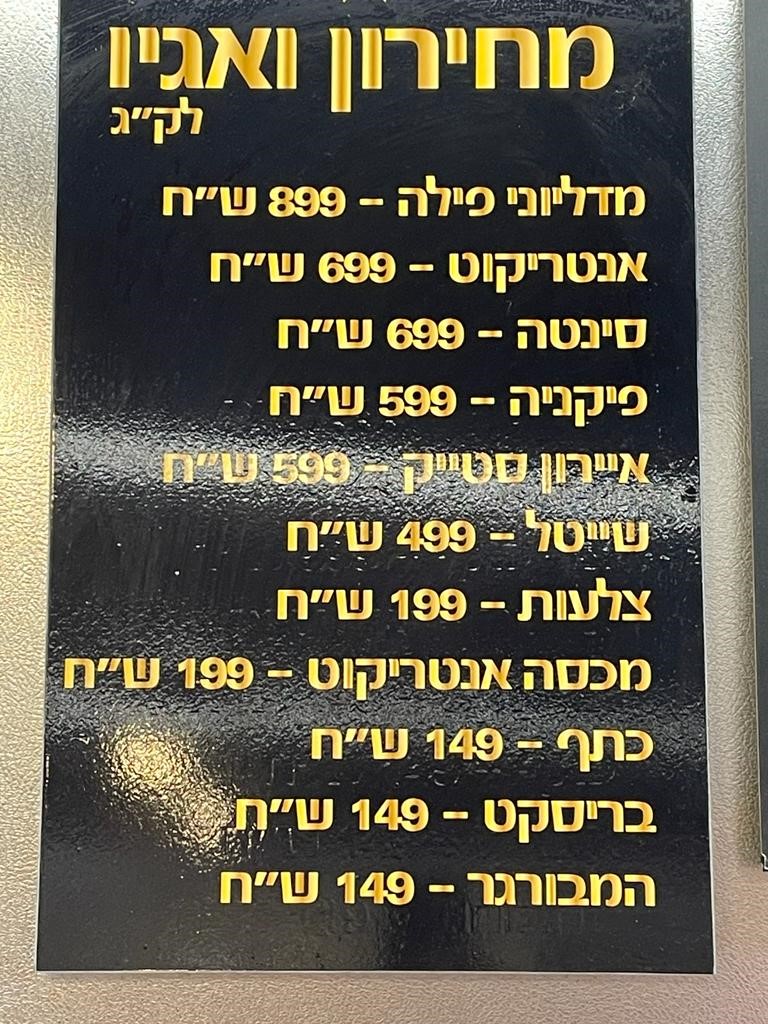 מחירון ואגיו
לק״ג
מדליוני פילה - 899 ש״ח
אנטריקוט - 699 ש״ח
סינטה - 699 ש״ח
פיקניה - 599 ש״ח
איירון סטייק - 599 ש״ח
שייטל - 499 ש״ח
צלעות - 199 ש״ח
מכסה אנטריקוט - 199 ש״ח
כתף - 149 ש״ח
בריסקט - 149 ש״ח
המבורגר - 149 ש״ח